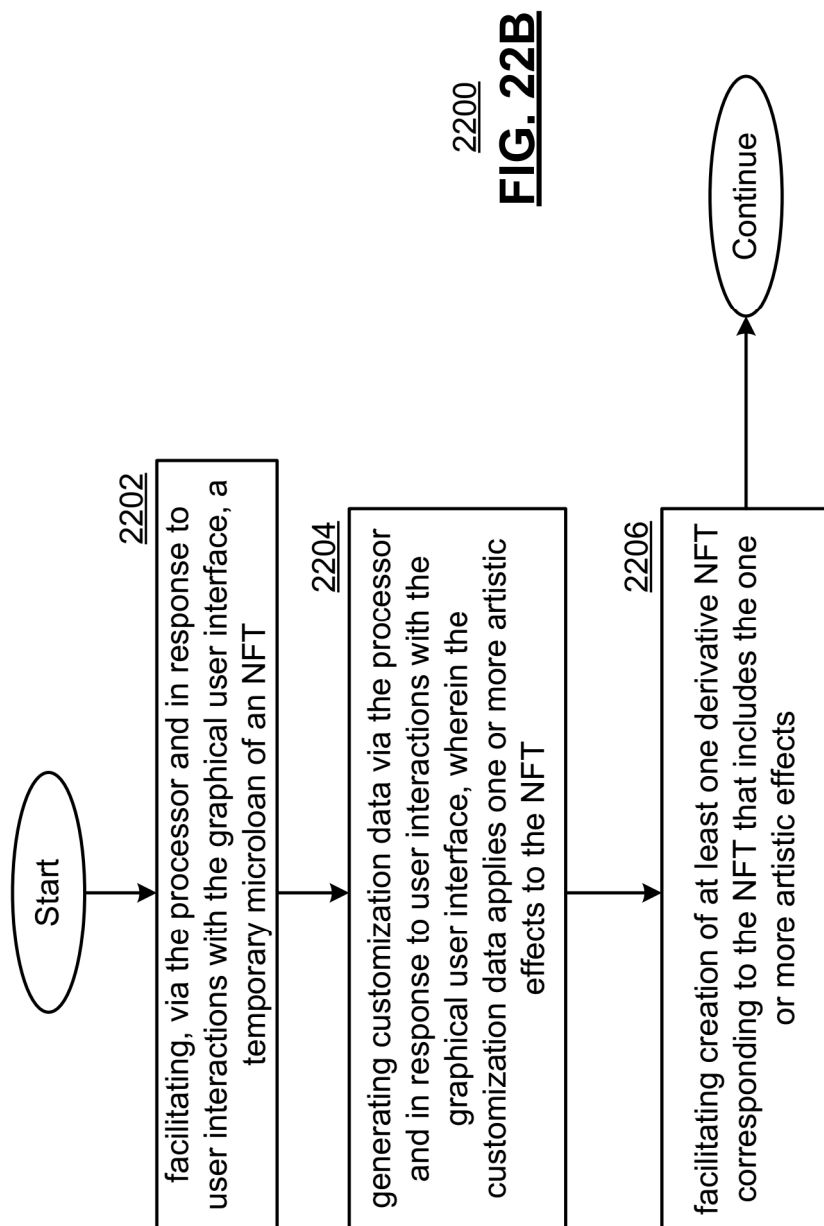 Start
2202
facilitating, via the processor and in response to
user interactions with the graphical user interface, a
temporary microloan of an NFT
2204
generating customization data via the processor
and in response to user interactions with the
graphical user interface, wherein the
customization data applies one or more artistic
effects to the NFT
2206
facilitating creation of at least one derivative NFT
corresponding to the NFT that includes the one
or more artistic effects
Continue
2200
FIG. 22B